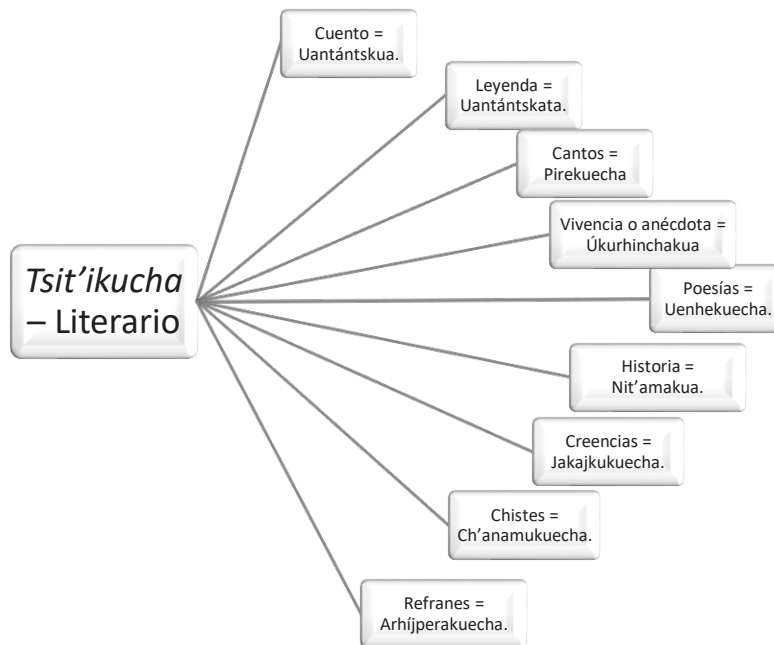 Cuento =
Uantántskua.
Leyenda =
Uantántskata.
Cantos =
Pirekuecha
Vivencia o anécdota =
Úkurhinchakua
Tsit’ikucha
– Literario
Poesías =
Uenhekuecha.
Historia =
Nit’amakua.
Creencias =
Jakajkukuecha.
Chistes =
Ch’anamukuecha.
Refranes =
Arhíjperakuecha.